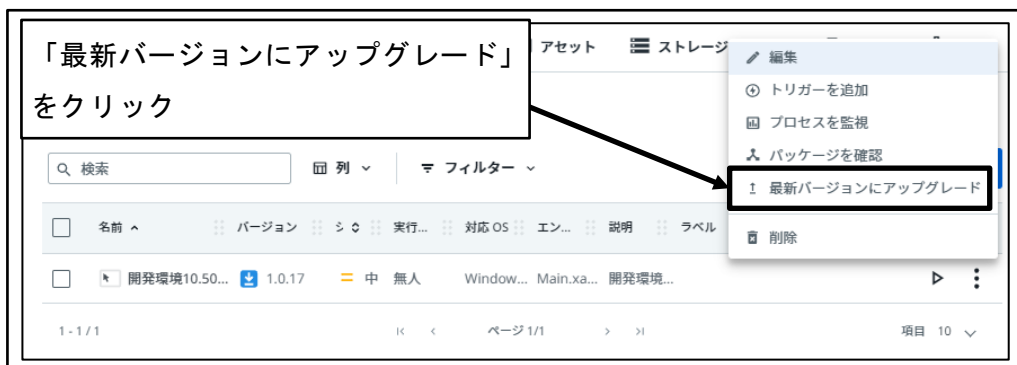 「最新バージョンにアップグレード」
をクリック
アセット
ストレージ
編集
トリガーを追加
プロセスを監視
パッケージを確認
最新バージョンにアップグレード
削除
検索
列
フィルター
名前 バージョン 実行... 対応 OS エン... 説明 ラベル
開発環境10.50... 1.0.17 中 無人 Window... Main.xa... 開発環境...
1 - 1 / 1 ページ 1/1 項目 10